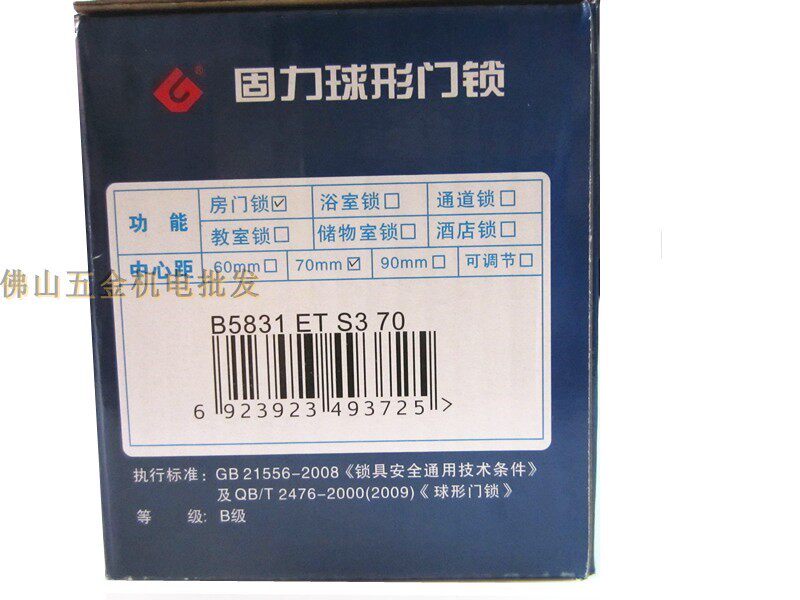 ® 固力球形门锁
功能 房门锁☑ 浴室锁□ 通道锁□
教室锁□ 储物室锁□ 酒店锁□
中心距 60mm□ 70mm☑ 90mm□ 可调节□
佛山五金机电批发
B5831 ET S3 70
6 923923 493725 >
执行标准: GB 21556-2008《锁具安全通用技术条件》
及QB/T 2476-2000(2009)《球形门锁》
等 级: B级